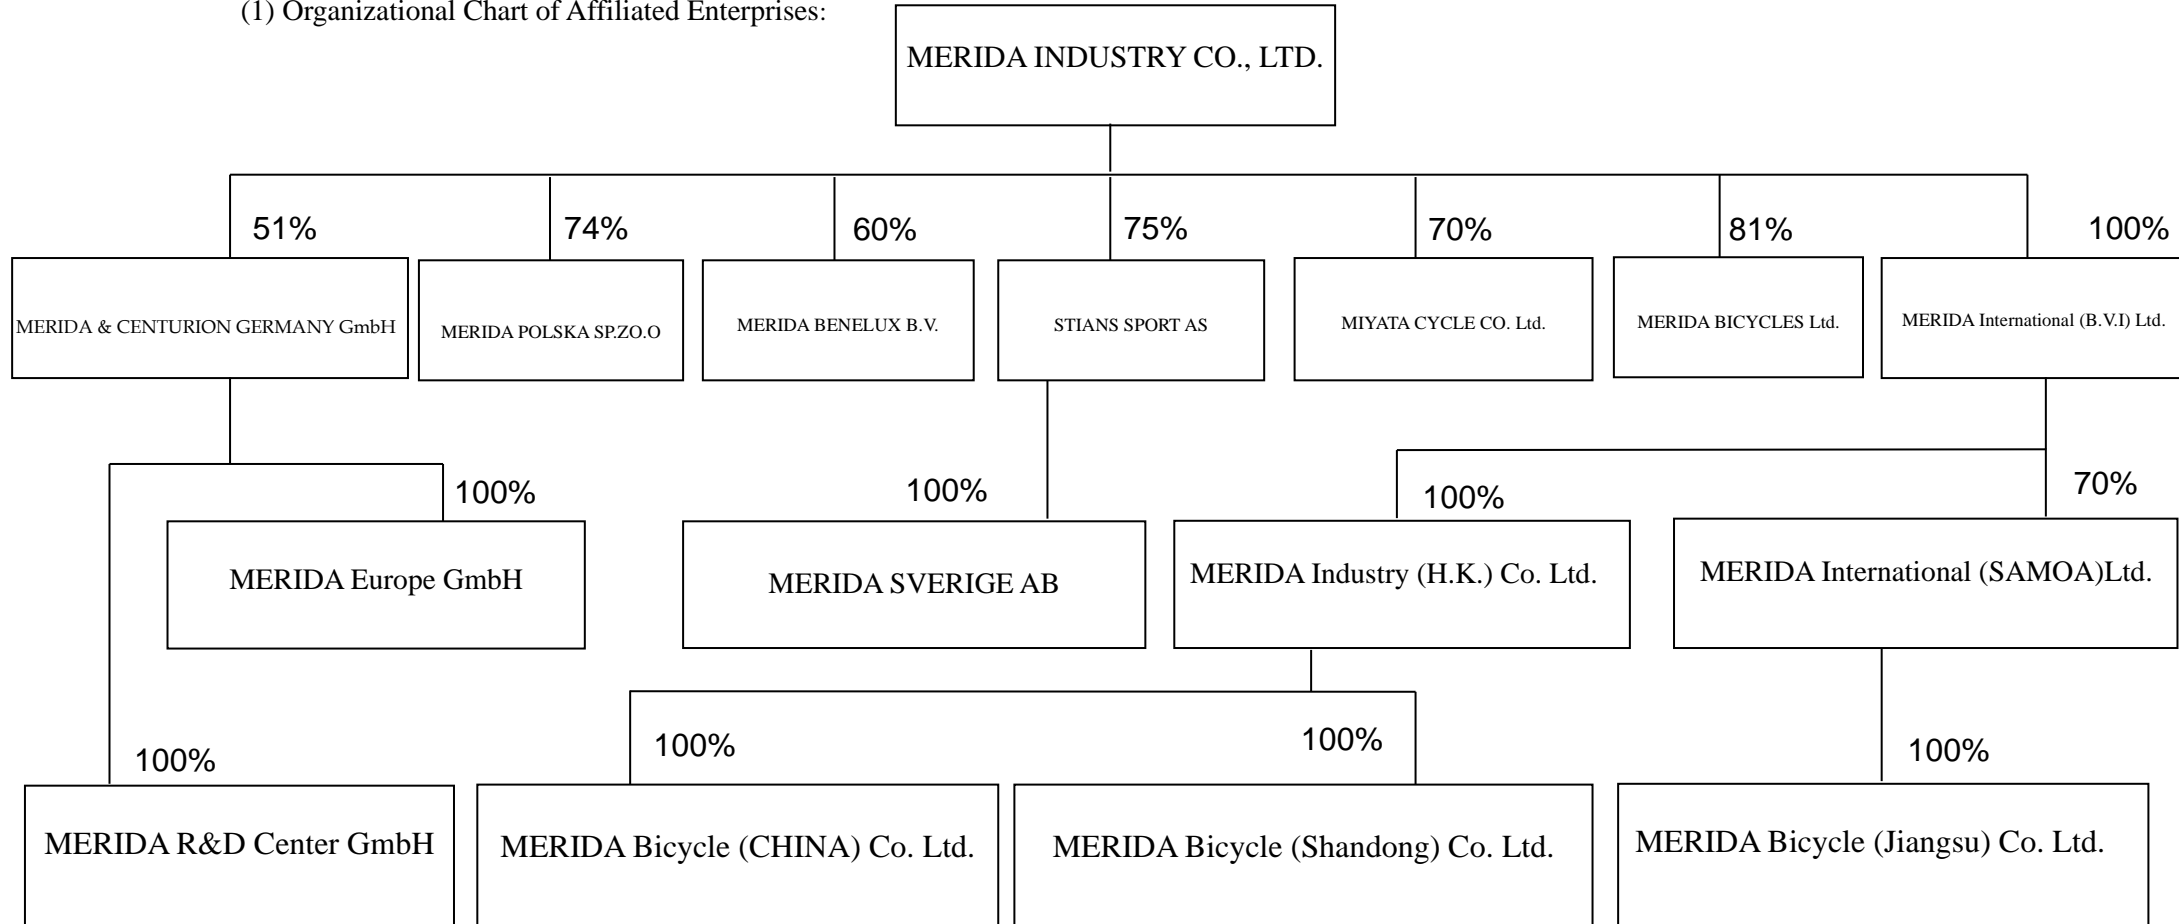 (1) Organizational Chart of Affiliated Enterprises:
MERIDA INDUSTRY CO., LTD.
51%
74%
60%
75%
70%
81%
100%
MERIDA & CENTURION GERMANY GmbH
MERIDA POLSKA SP.ZO.O
MERIDA BENELUX B.V.
STIANS SPORT AS
MIYATA CYCLE CO. Ltd.
MERIDA BICYCLES Ltd.
MERIDA International (B.V.I) Ltd.
100%
100%
100%
70%
MERIDA Europe GmbH
MERIDA SVERIGE AB
MERIDA Industry (H.K.) Co. Ltd.
MERIDA International (SAMOA)Ltd.
100%
100%
100%
100%
MERIDA R&D Center GmbH
MERIDA Bicycle (CHINA) Co. Ltd.
MERIDA Bicycle (Shandong) Co. Ltd.
MERIDA Bicycle (Jiangsu) Co. Ltd.